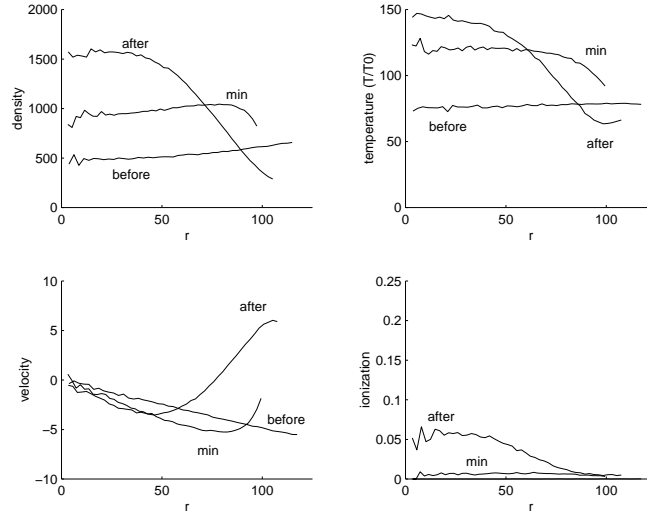 2000
1500
1000
500
0
density
after
min
before
0
50
100
r
150
100
50
0
temperature (T/T0)
min
before
after
0
50
100
r
10
5
0
−5
−10
velocity
after
before
min
0
50
100
r
0.25
0.2
0.15
0.1
0.05
0
ionization
after
min
0
50
100
r